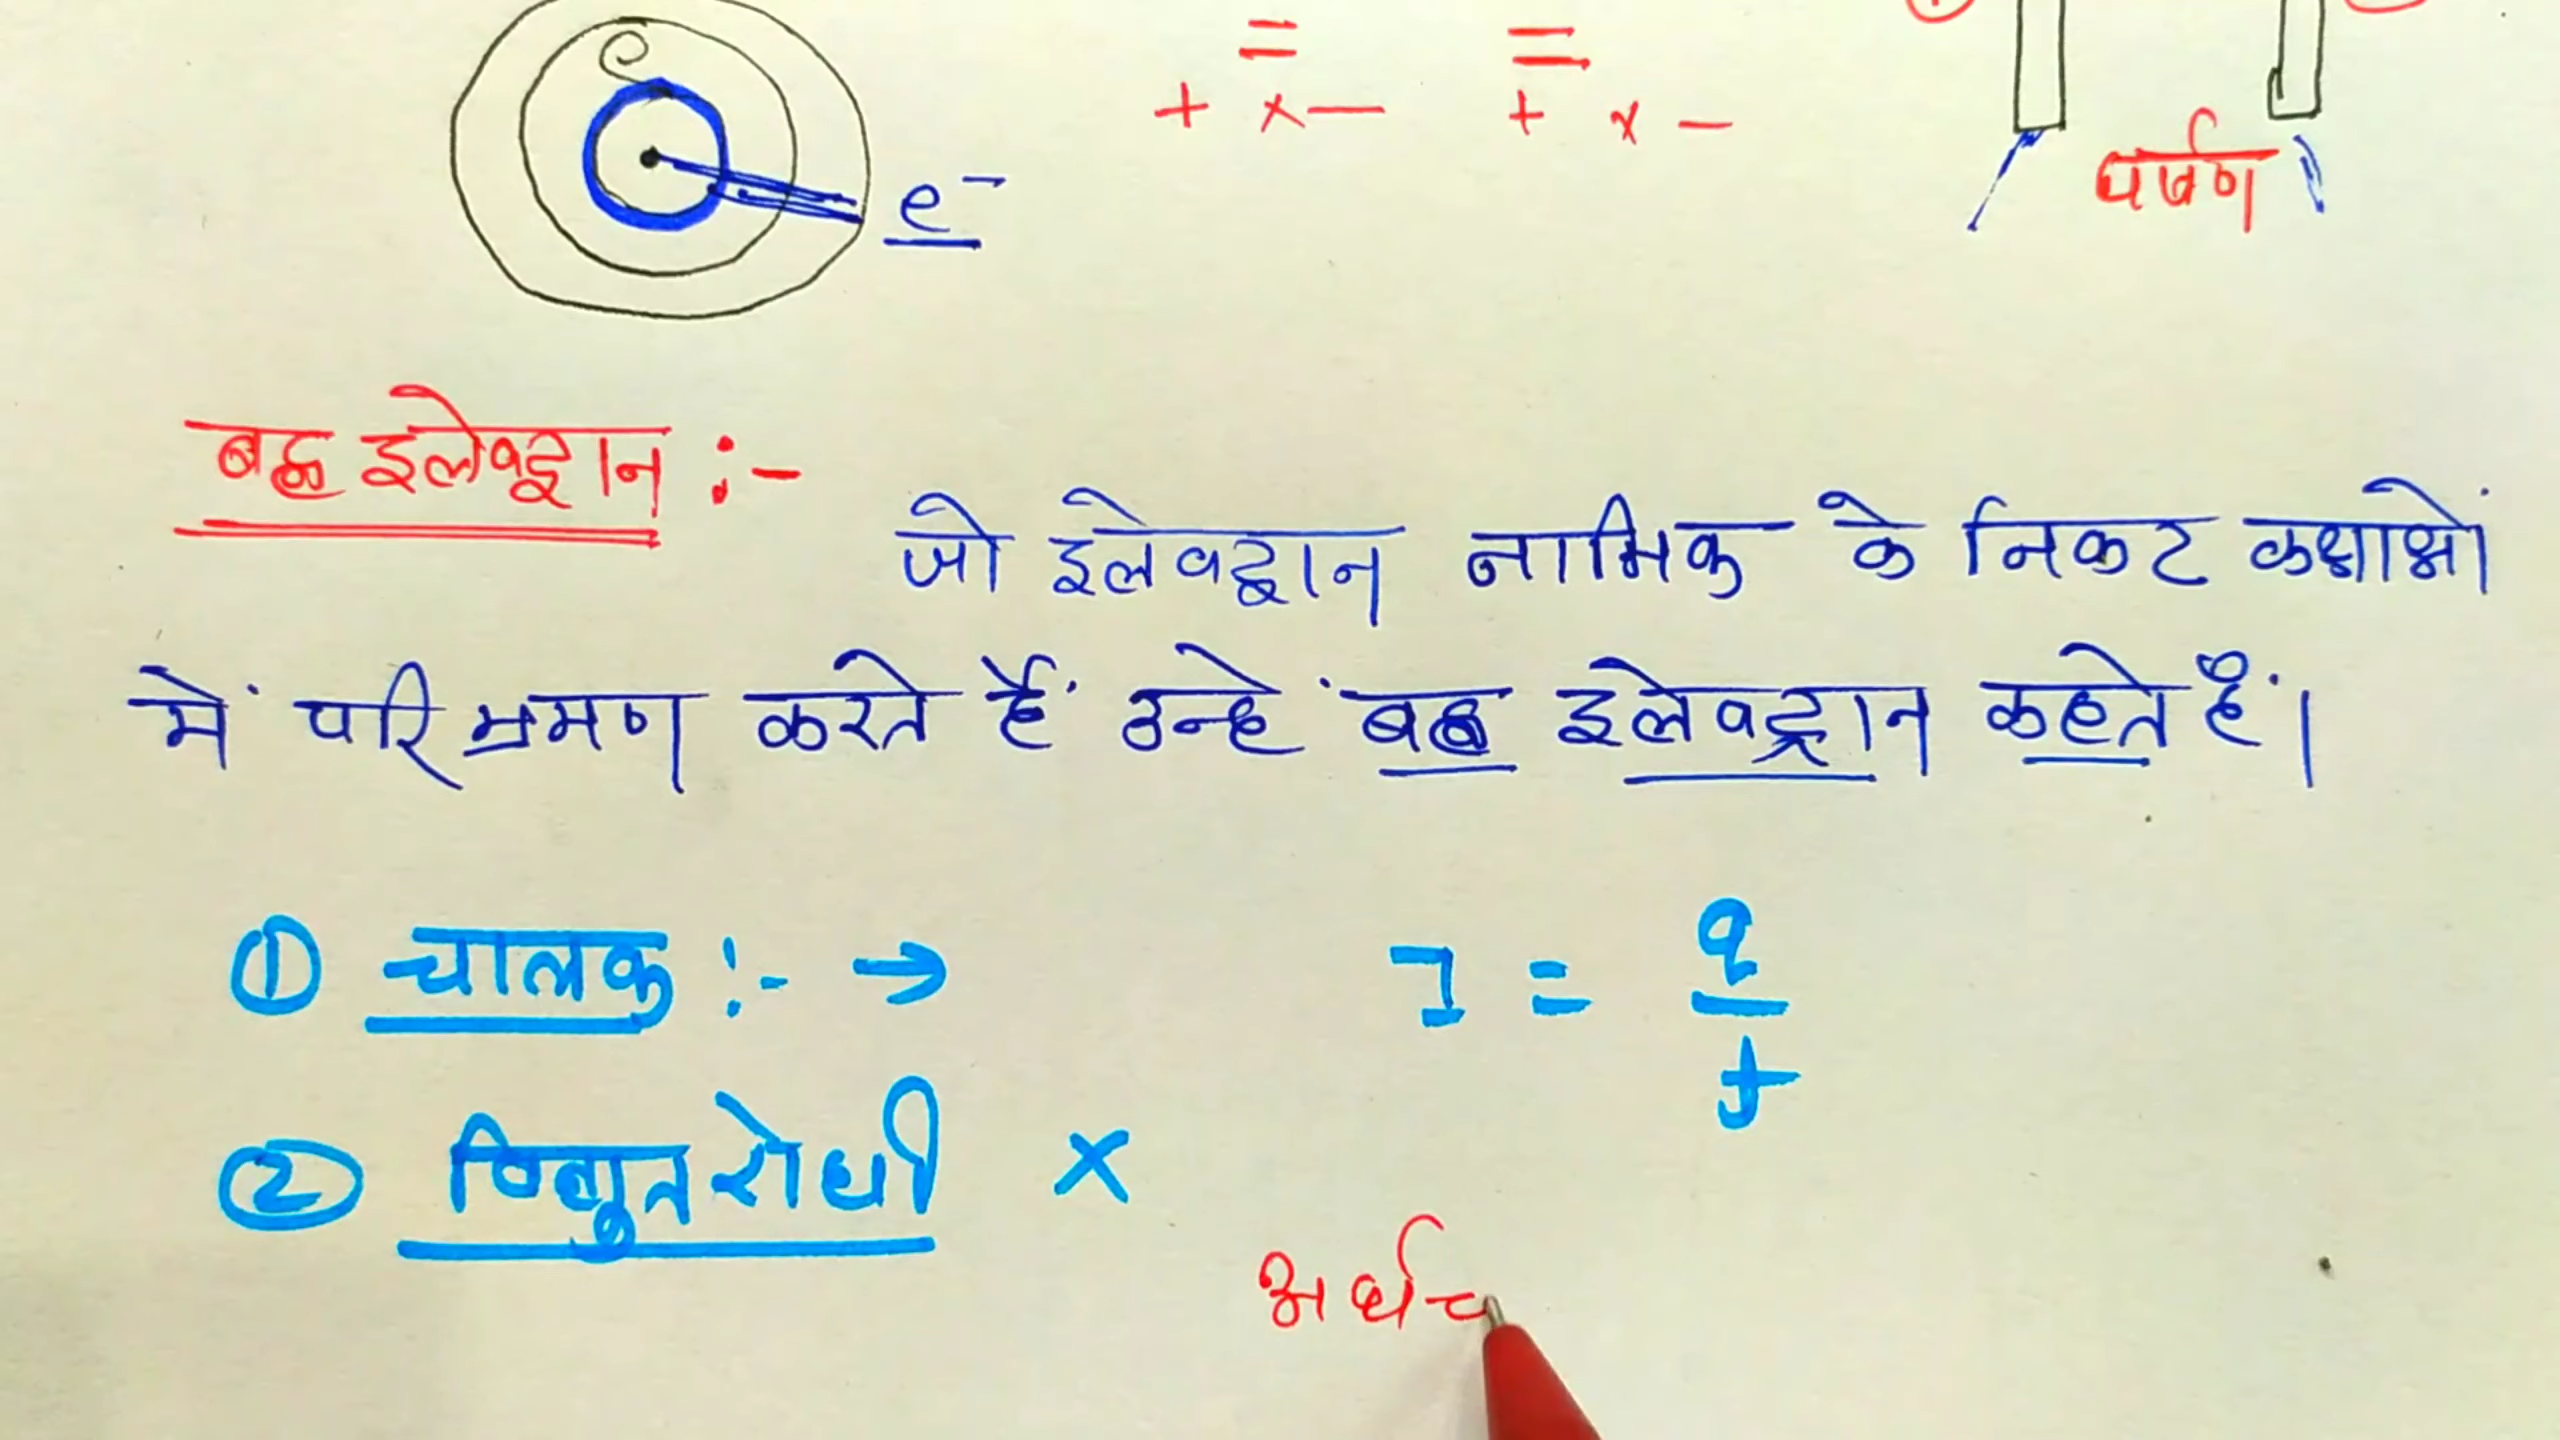 e
= =
+ × − + × −
e⁻
घर्षण
बद्ध इलेक्ट्रान :-
जो इलेक्ट्रान नाभिक के निकट कक्षाओं
में परिभ्रमण करते हैं उन्हें बद्ध इलेक्ट्रान कहते हैं।
① चालक :- → I = q/t
② विद्युतरोधी ×
अर्धच